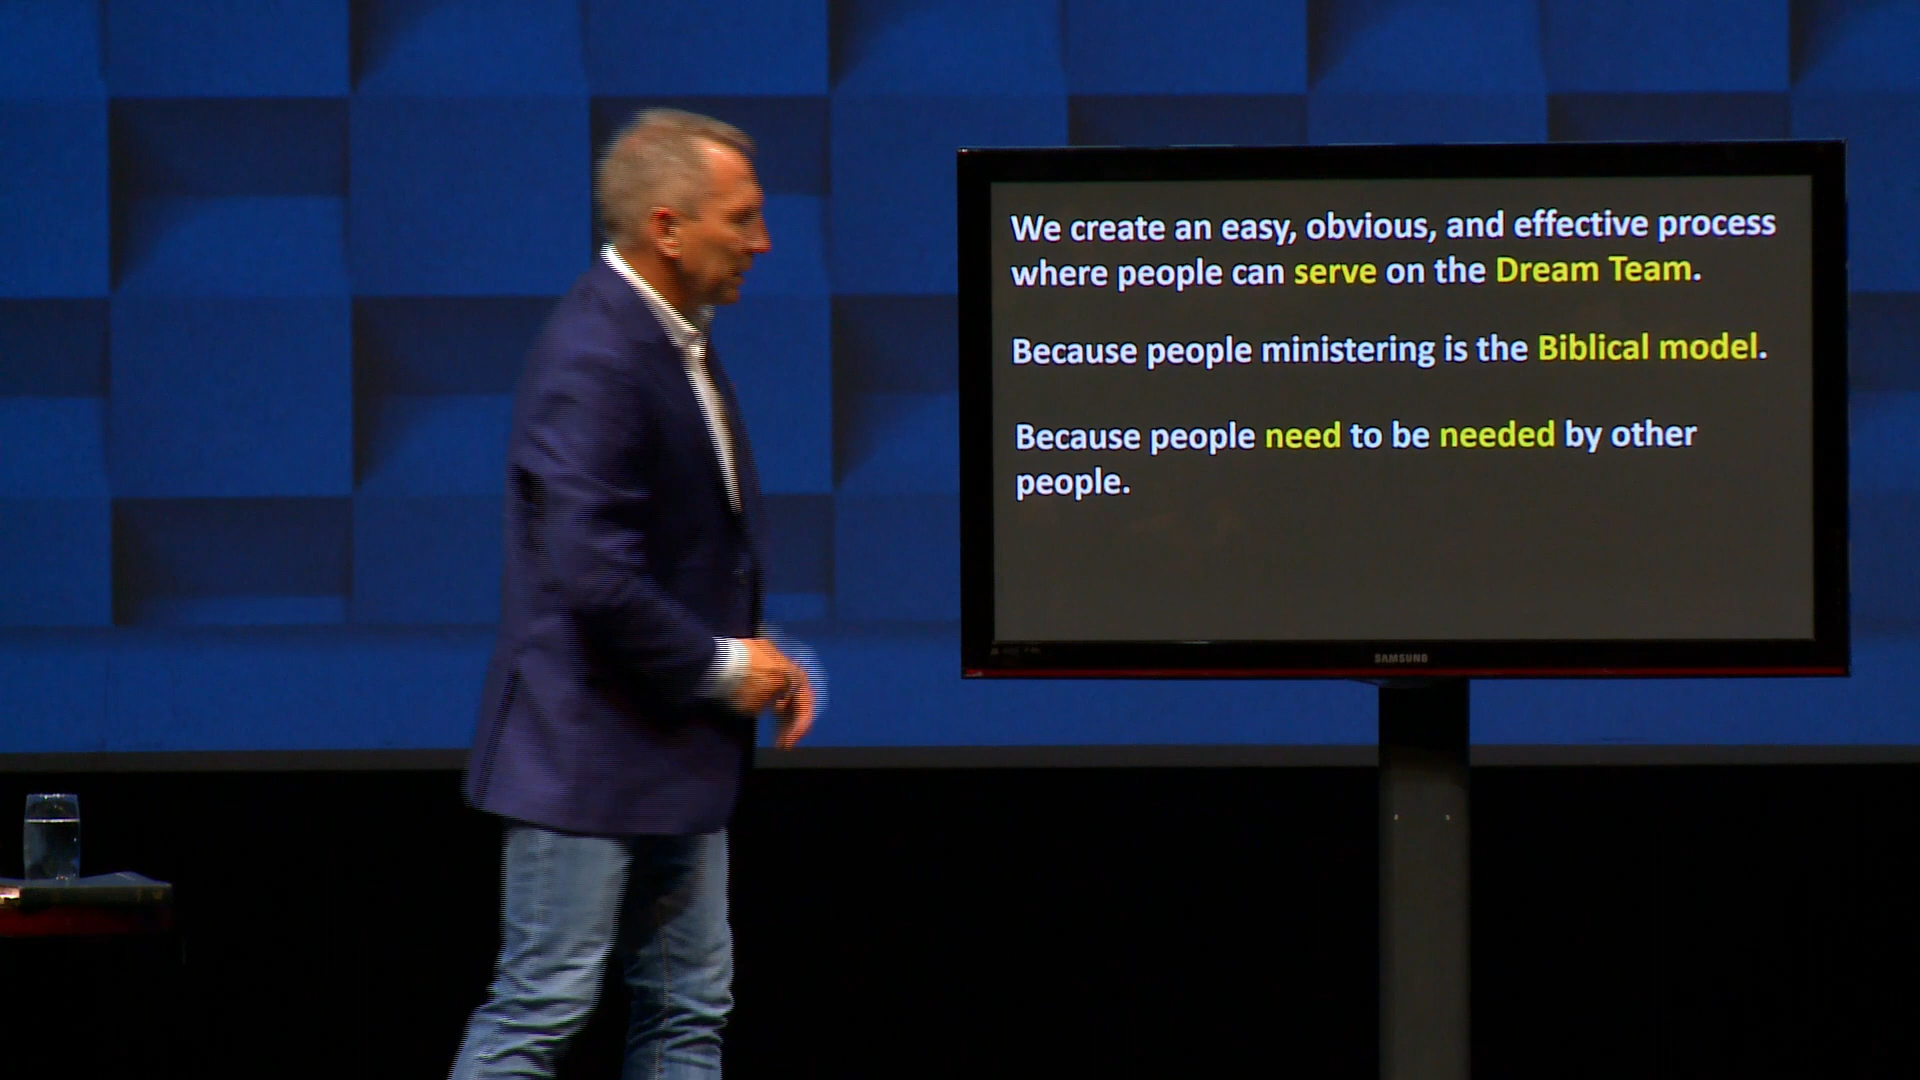 We create an easy, obvious, and effective process
where people can serve on the Dream Team.
Because people ministering is the Biblical model.
Because people need to be needed by other
people.
SAMSUNG